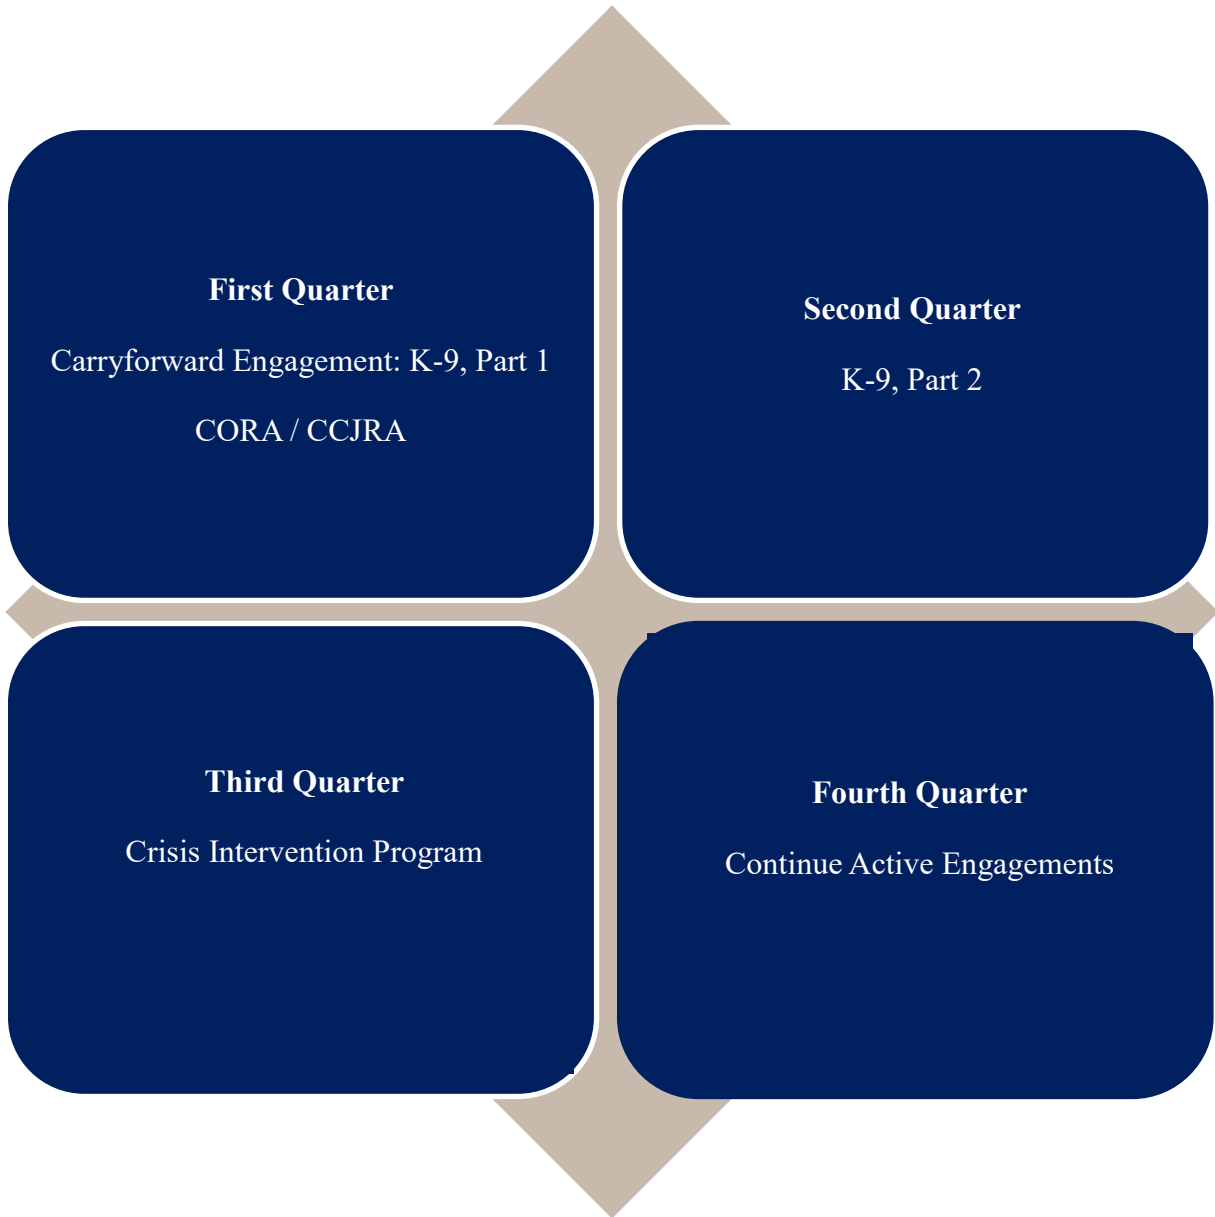 First Quarter
Carryforward Engagement: K-9, Part 1
CORA / CCJRA
Second Quarter
K-9, Part 2
Third Quarter
Crisis Intervention Program
Fourth Quarter
Continue Active Engagements